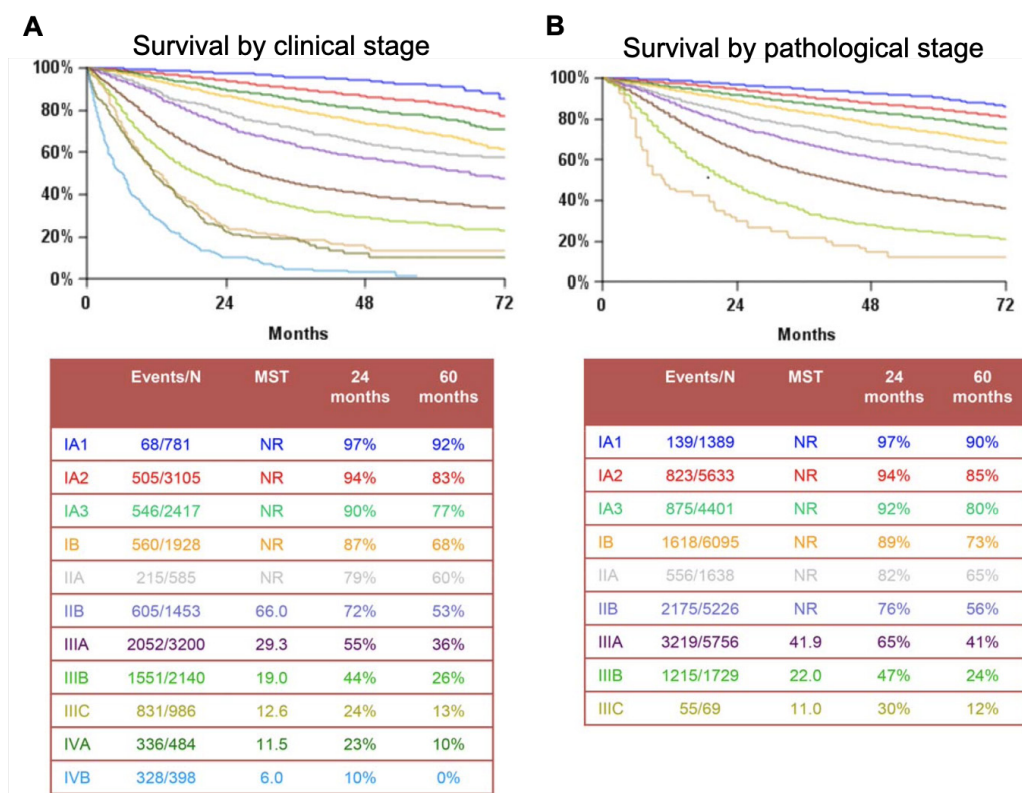 A
Survival by clinical stage
100%
80%
60%
40%
20%
0%
0 24 48 72
Months
Events/N MST 24 months 60 months
IA1 68/781 NR 97% 92%
IA2 505/3105 NR 94% 83%
IA3 546/2417 NR 90% 77%
IB 560/1928 NR 87% 68%
IIA 215/585 NR 79% 60%
IIB 605/1453 66.0 72% 53%
IIIA 2052/3200 29.3 55% 36%
IIIB 1551/2140 19.0 44% 26%
IIIC 831/986 12.6 24% 13%
IVA 336/484 11.5 23% 10%
IVB 328/398 6.0 10% 0%
B
Survival by pathological stage
100%
80%
60%
40%
20%
0%
0 24 48 72
Months
Events/N MST 24 months 60 months
IA1 139/1389 NR 97% 90%
IA2 823/5633 NR 94% 85%
IA3 875/4401 NR 92% 80%
IB 1618/6095 NR 89% 73%
IIA 556/1638 NR 82% 65%
IIB 2175/5226 NR 76% 56%
IIIA 3219/5756 41.9 65% 41%
IIIB 1215/1729 22.0 47% 24%
IIIC 55/69 11.0 30% 12%